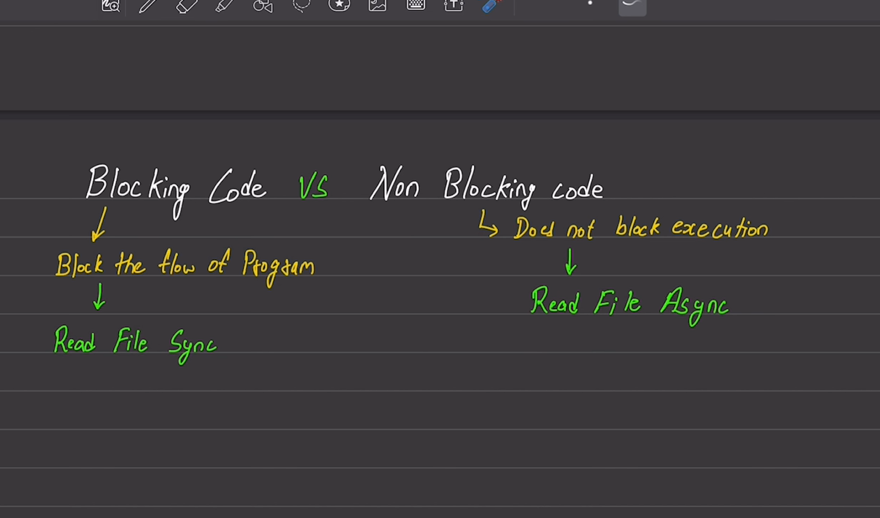 Blocking Code VS Non Blocking code
Does not block execution
Block the flow of Program
Read File Async
Read File Sync